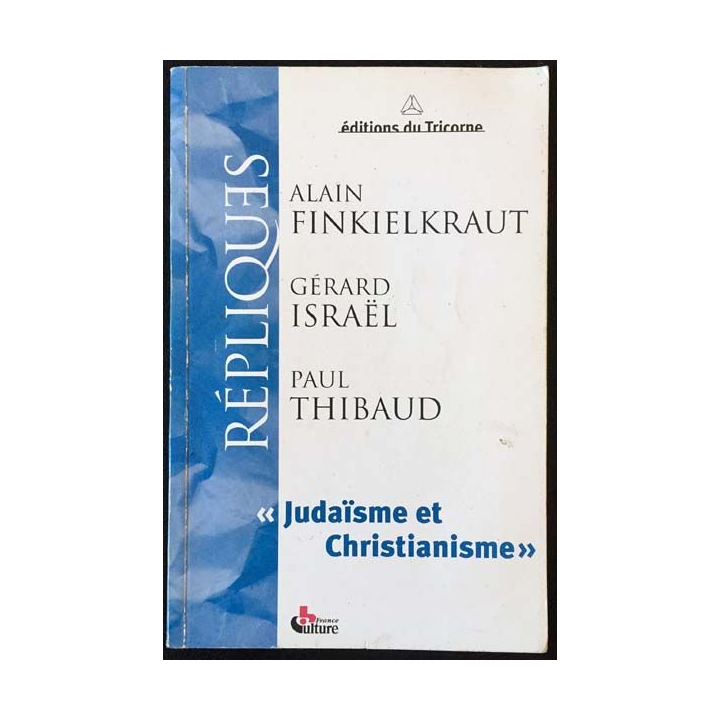 éditions du Tricorne
RÉPLIQUES
ALAIN
FINKIELKRAUT
GÉRARD
ISRAËL
PAUL
THIBAUD
« Judaïsme et
Christianisme »
France
Culture